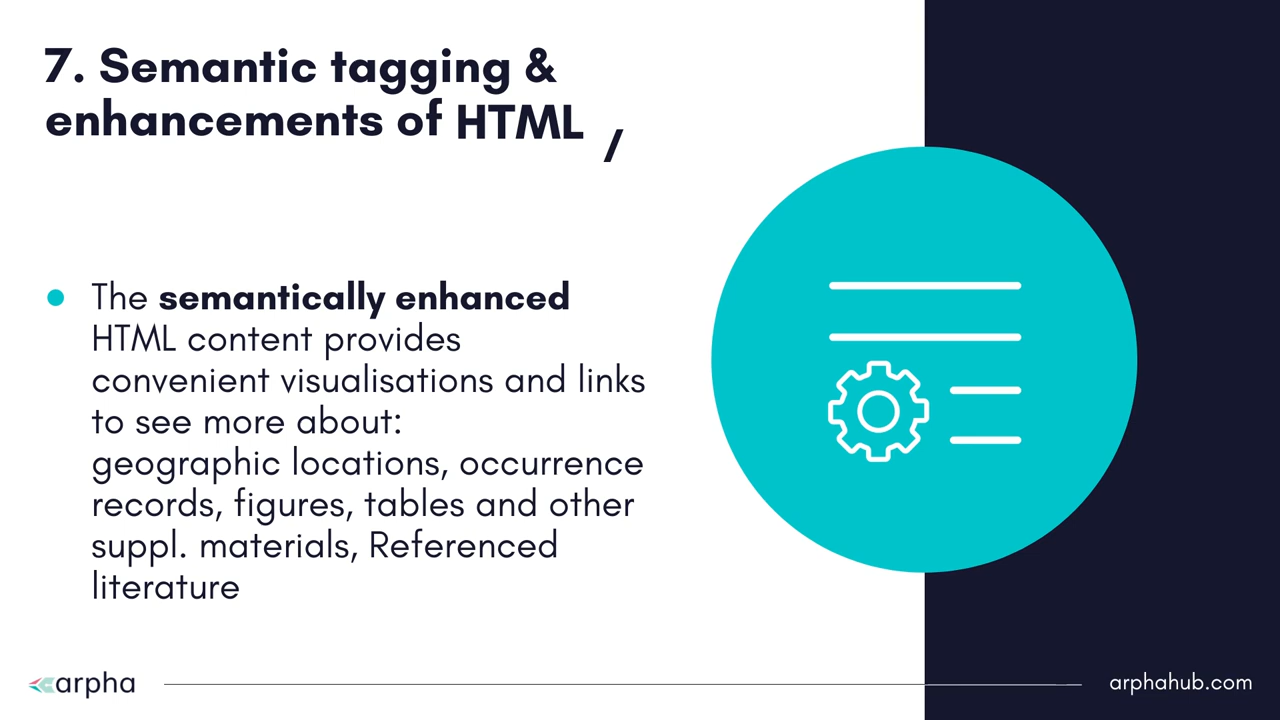 7. Semantic tagging &
enhancements of HTML /
The semantically enhanced
HTML content provides
convenient visualisations and links
to see more about:
geographic locations, occurrence
records, figures, tables and other
suppl. materials, Referenced
literature
arpha
arphahub.com